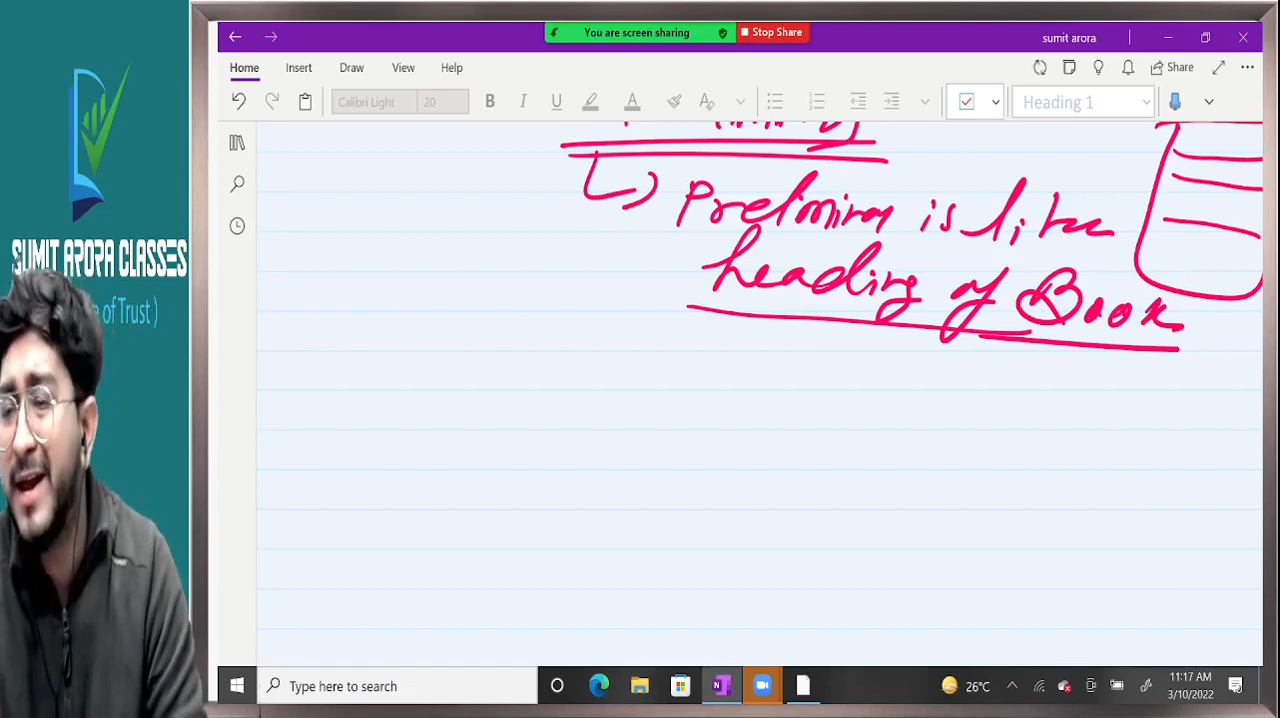 You are screen sharing
Stop Share
sumit arora
Home
Insert
Draw
View
Help
Share
Calibri Light
20
B
I
U
A
A
Heading 1
SUMIT ARORA CLASSES
e of Trust )
is like
heading of Book
Type here to search
26°C
11:17 AM
3/10/2022